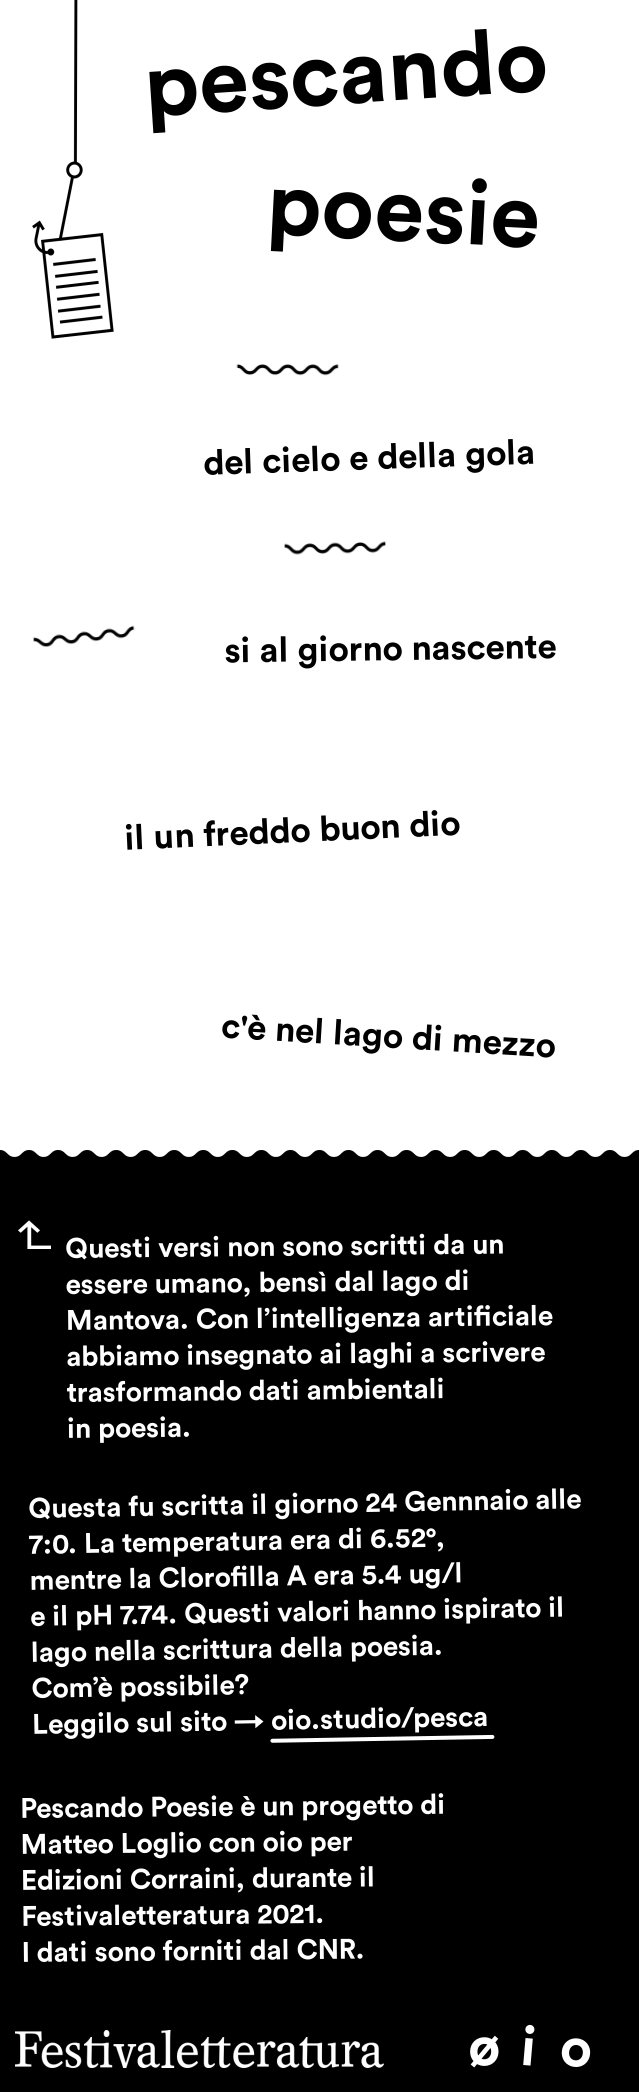 pescando
poesie
del cielo e della gola
si al giorno nascente
il un freddo buon dio
c'è nel lago di mezzo
Questi versi non sono scritti da un
essere umano, bensì dal lago di
Mantova. Con l’intelligenza artificiale
abbiamo insegnato ai laghi a scrivere
trasformando dati ambientali
in poesia.
Questa fu scritta il giorno 24 Gennnaio alle
7:0. La temperatura era di 6.52°,
mentre la Clorofilla A era 5.4 ug/l
e il pH 7.74. Questi valori hanno ispirato il
lago nella scrittura della poesia.
Com’è possibile?
Leggilo sul sito → oio.studio/pesca
Pescando Poesie è un progetto di
Matteo Loglio con oio per
Edizioni Corraini, durante il
Festivaletteratura 2021.
I dati sono forniti dal CNR.
Festivaletteratura ø i o